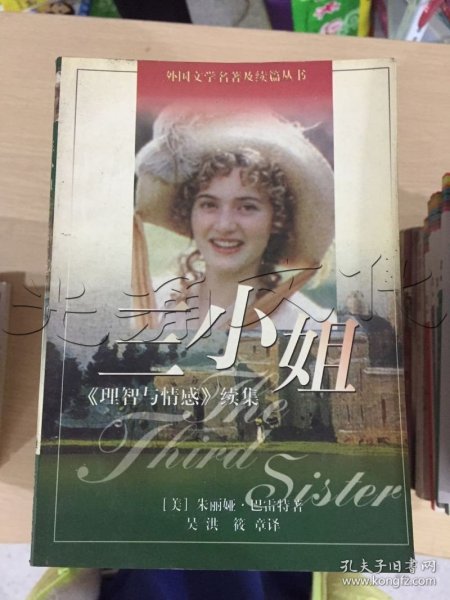 外国文学名著及续篇丛书
三小姐
《理智与情感》续集
The
Third
Sister
[美] 朱丽娅·巴雷特著
吴洪 筱章译
孔夫子旧书网
www.kongfz.com